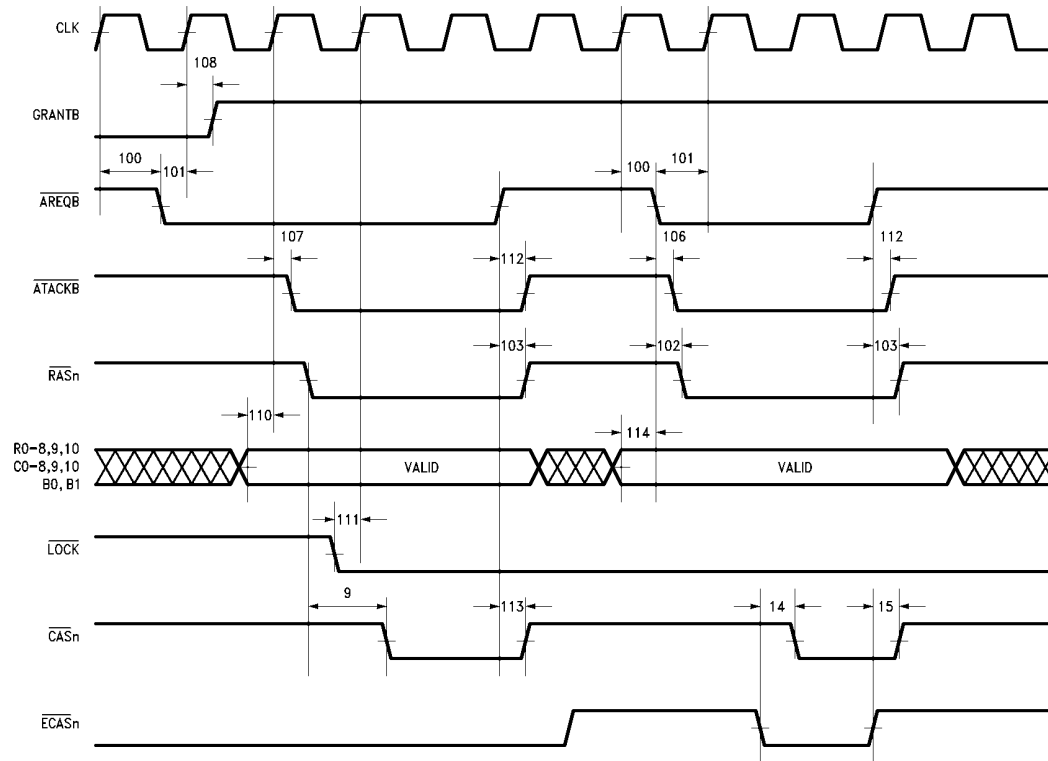 CLK
108
GRANTB
100 101 100 101
AREQB
107 112 106 112
ATACKB
103 102 103
RASn
110 114
R0-8,9,10
C0-8,9,10 VALID VALID
B0, B1
111
LOCK
9 113 14 15
CASn
ECASn